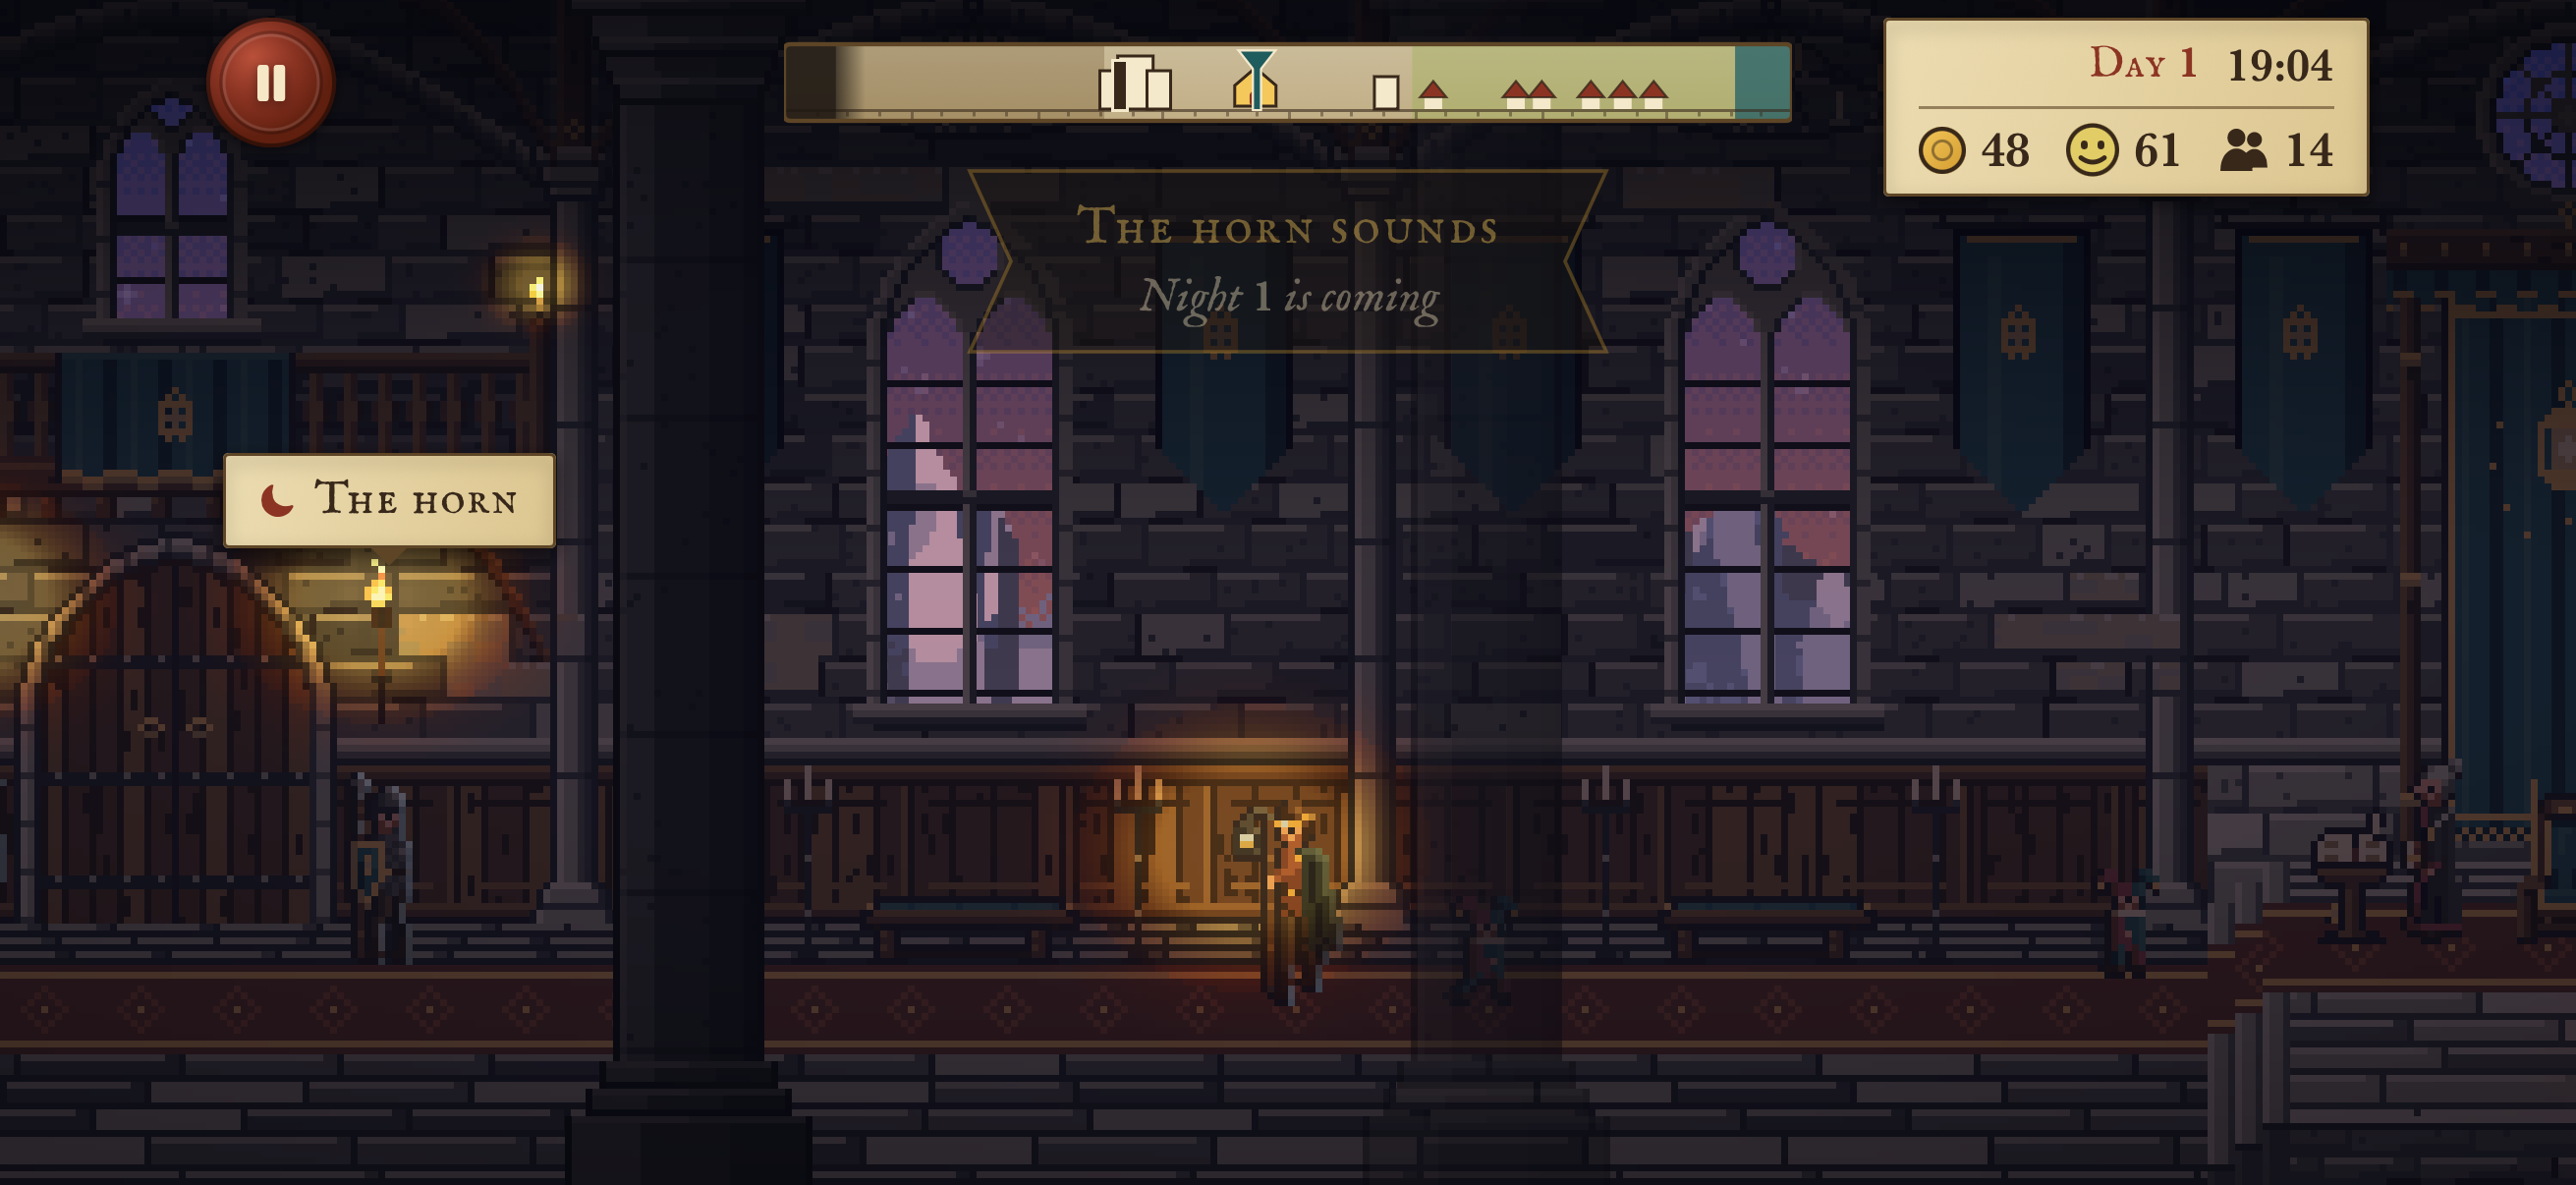 Day 1 19:04
48 61 14
The horn sounds
Night 1 is coming
The horn